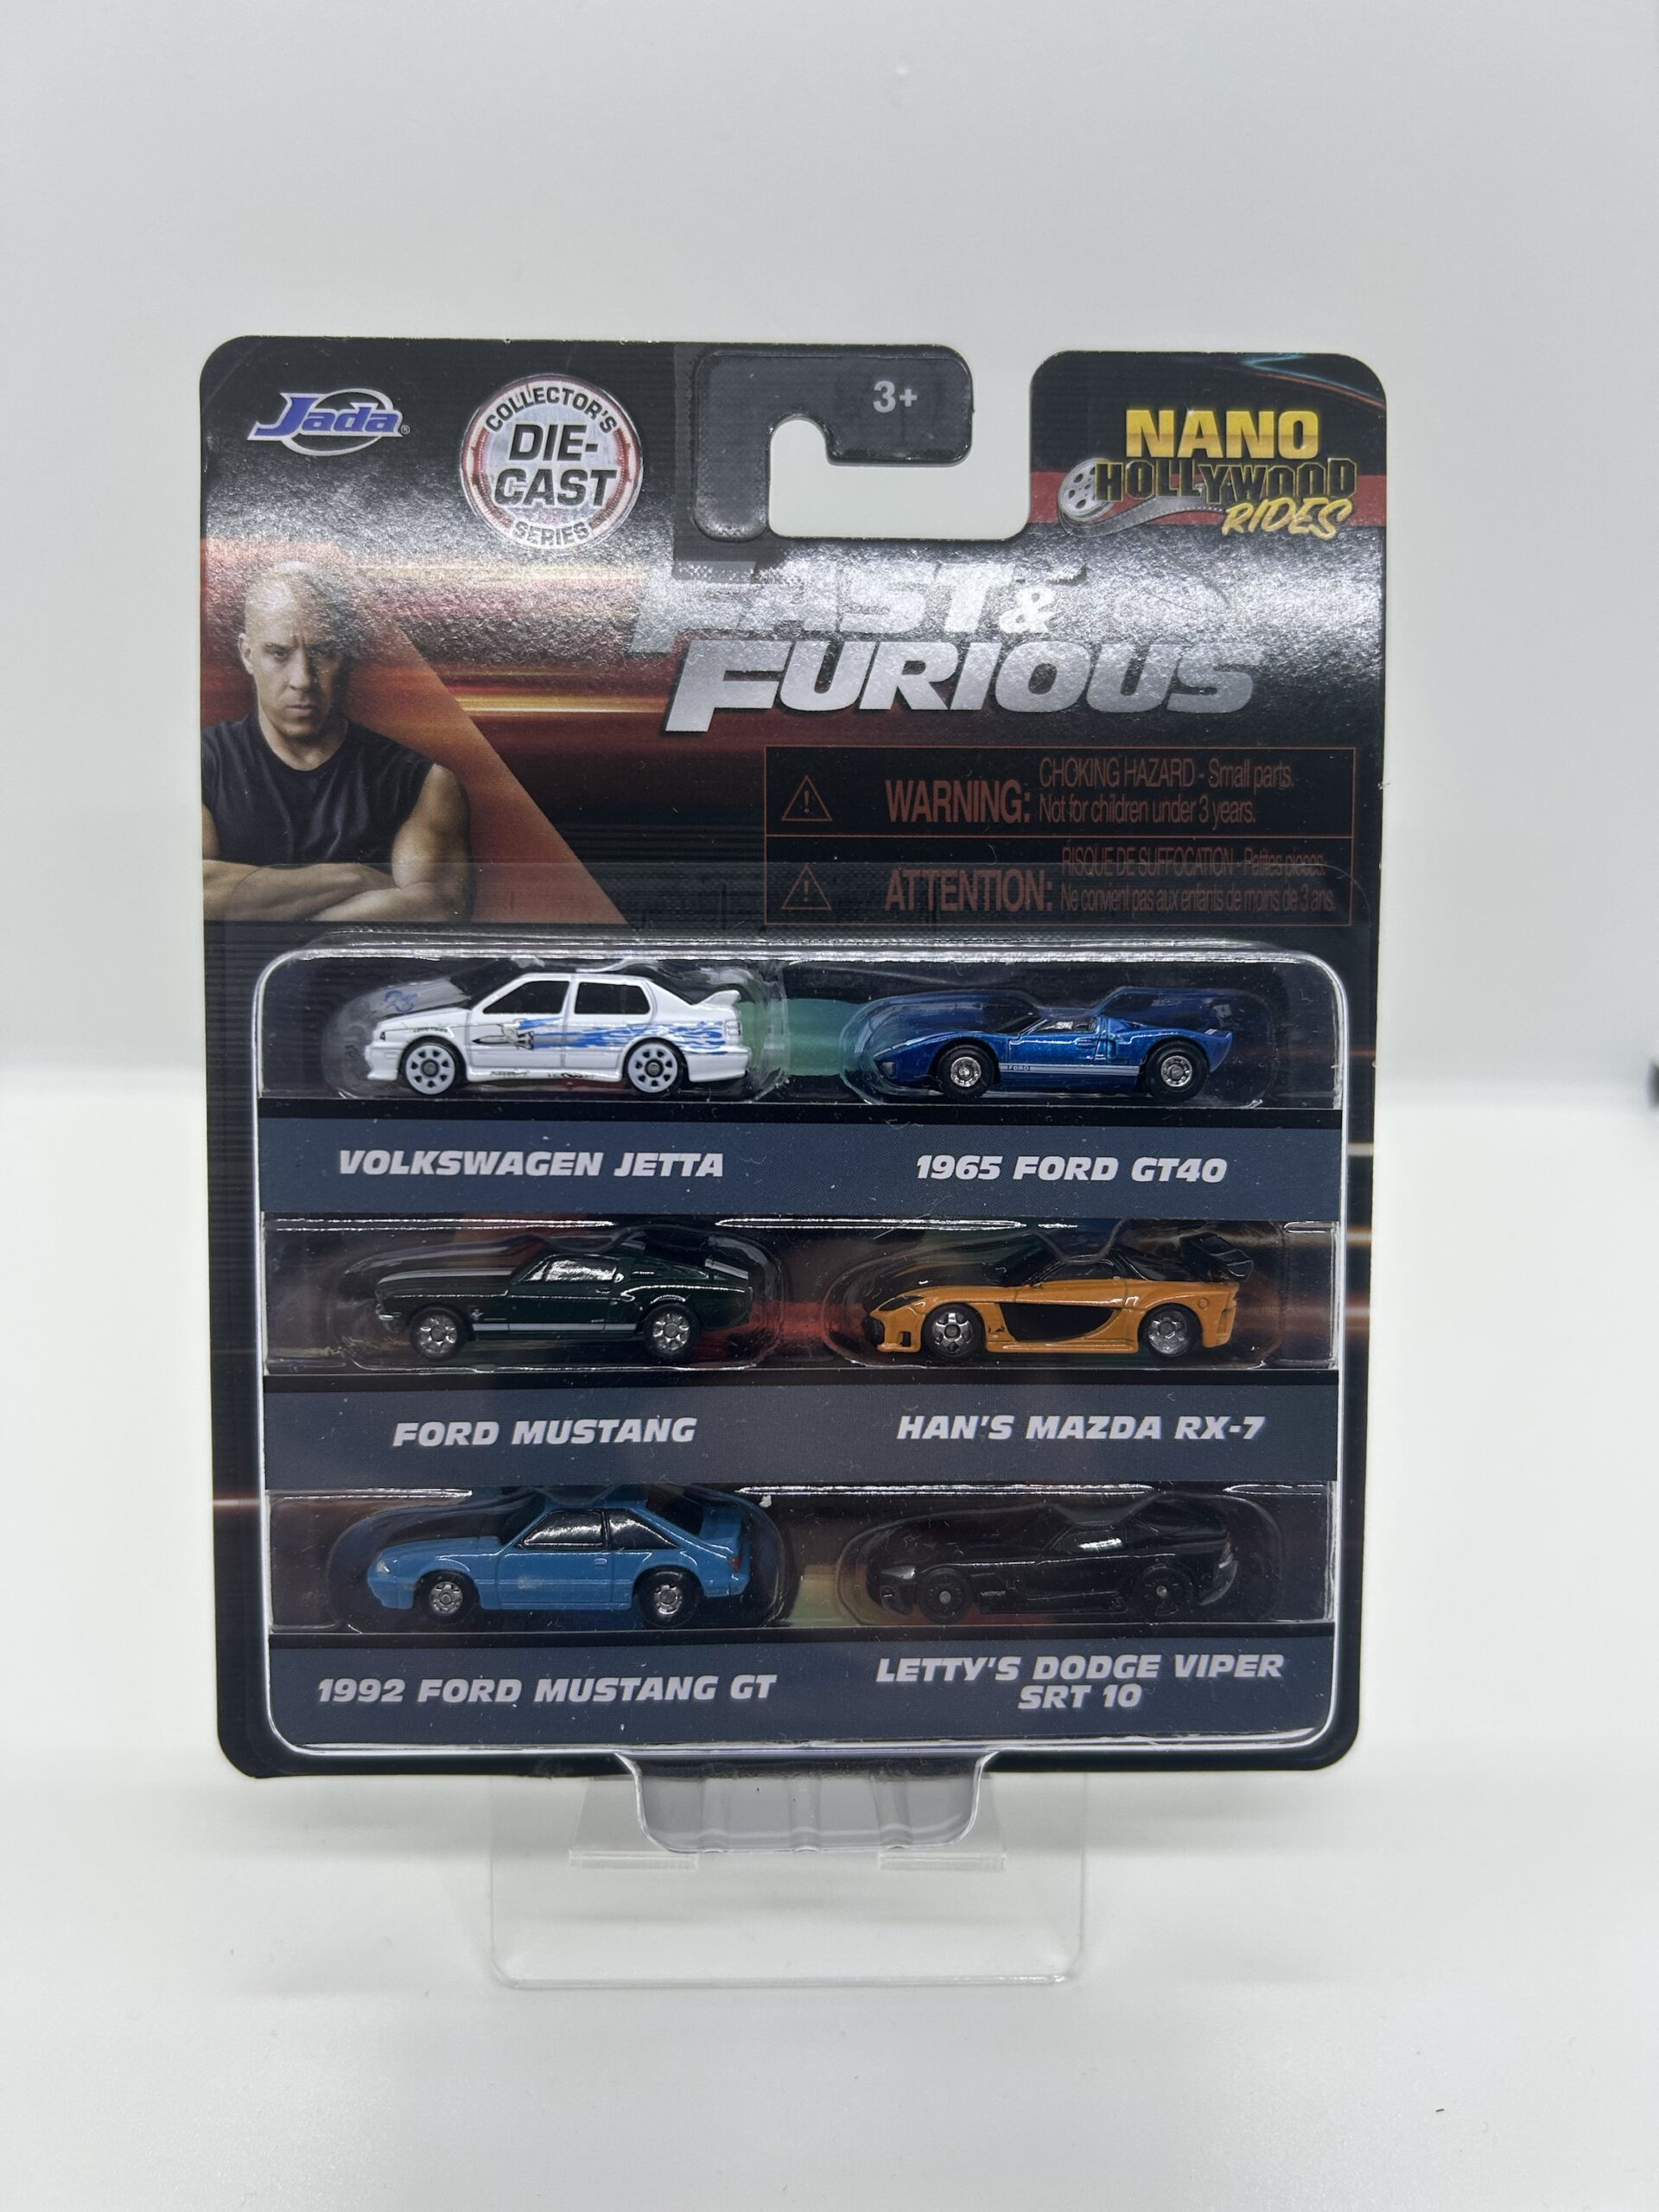 Jada
COLLECTOR'S
DIE-
CAST
SERIES
3+
NANO
HOLLYWOOD
RIDES
FAST &
FURIOUS
WARNING: CHOKING HAZARD - Small parts.
Not for children under 3 years.
ATTENTION: RISQUE DE SUFFOCATION - Petites pièces.
Ne convient pas aux enfants de moins de 3 ans.
FORD
VOLKSWAGEN JETTA
1965 FORD GT40
FORD MUSTANG
HAN'S MAZDA RX-7
1992 FORD MUSTANG GT
LETTY'S DODGE VIPER
SRT 10